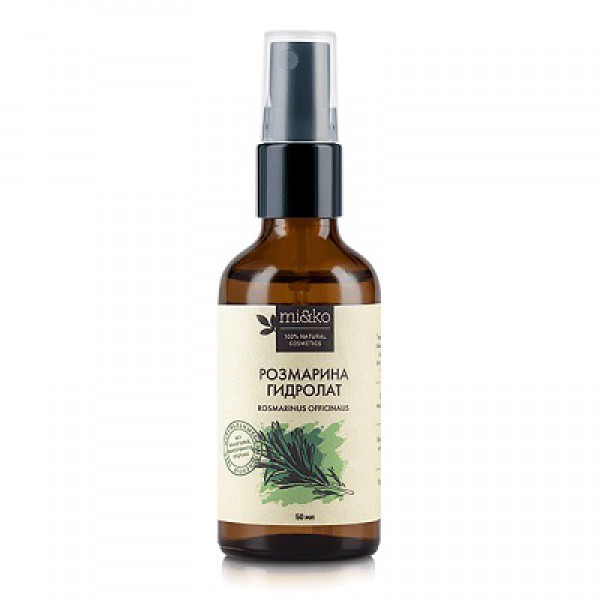 mi&ko
100% NATURAL
COSMETICS
РОЗМАРИНА
ГИДРОЛАТ
ROSMARINUS OFFICINALIS
50 мл